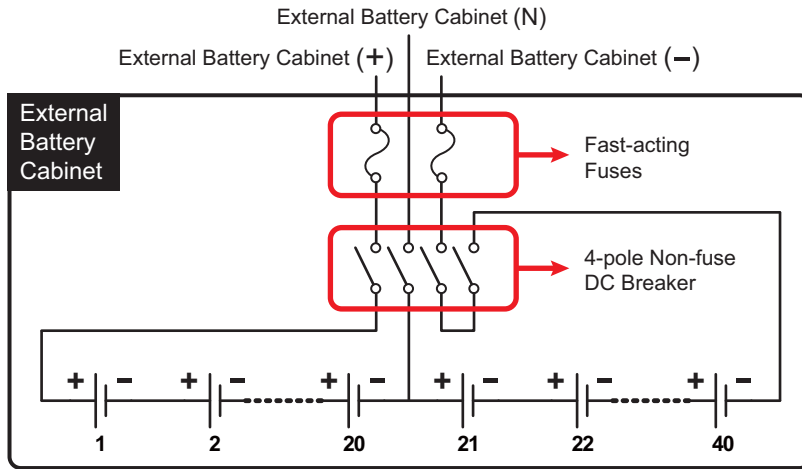 External Battery Cabinet (N)
External Battery Cabinet (+)
External Battery Cabinet (−)
External
Battery
Cabinet
Fast-acting
Fuses
4-pole Non-fuse
DC Breaker
+ − + − + − + − + − + −
1 2 20 21 22 40